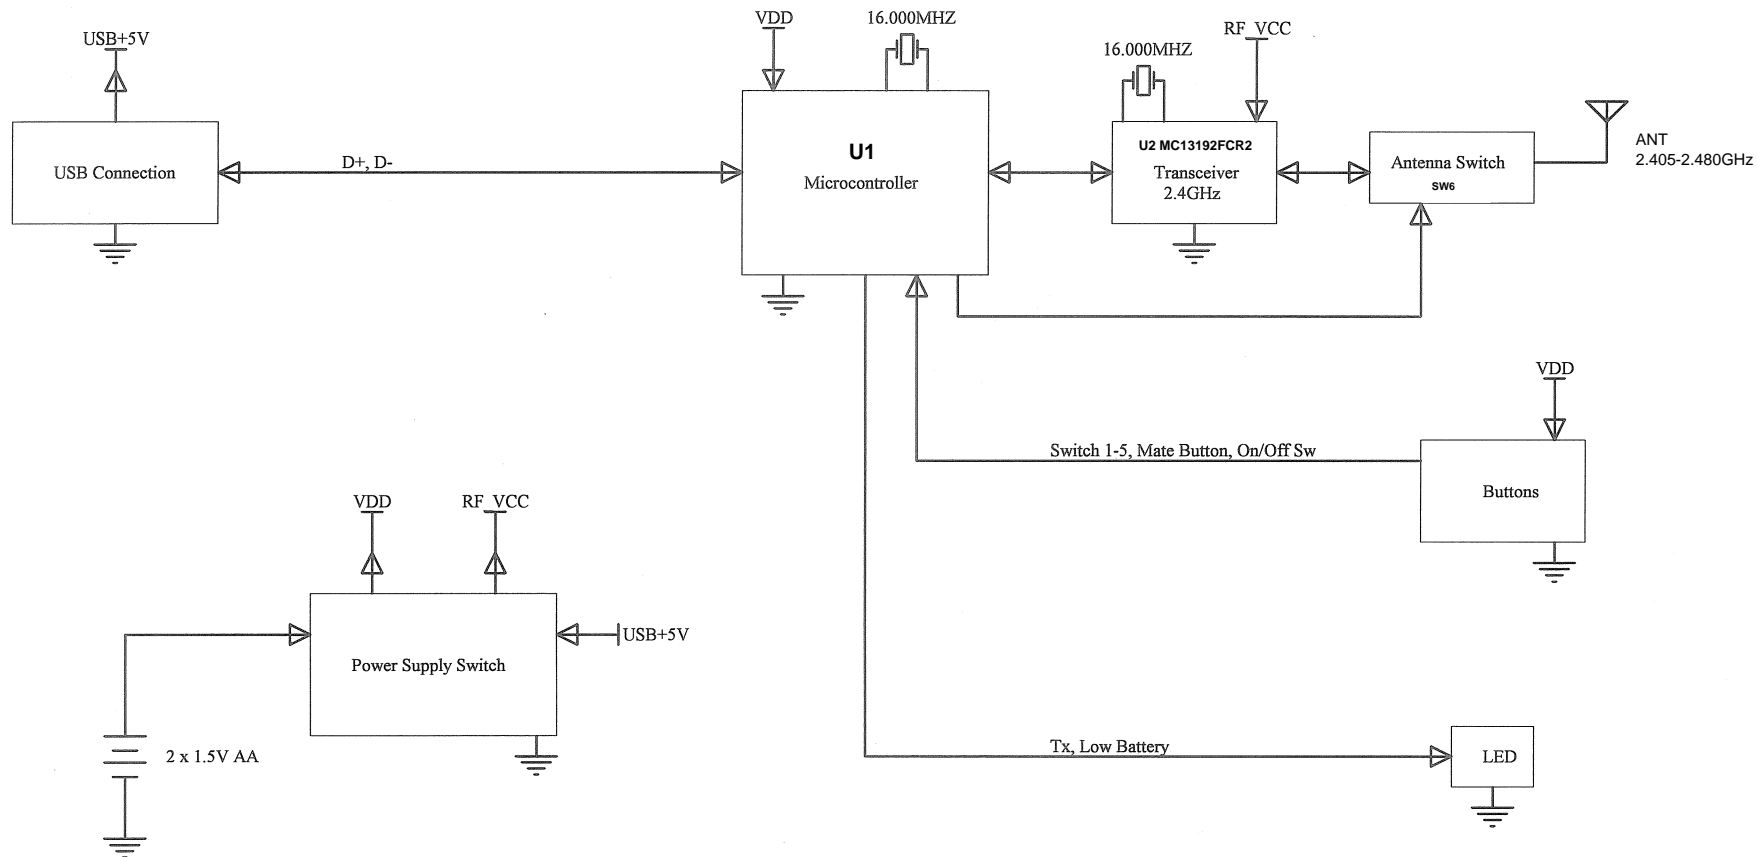 VDD
16.000MHZ
USB+5V
16.000MHZ
RF_VCC
USB Connection
D+, D-
U1
Microcontroller
U2 MC13192FCR2
Transceiver
2.4GHz
Antenna Switch
SW6
ANT
2.405-2.480GHz
VDD
Switch 1-5, Mate Button, On/Off Sw
Buttons
VDD
RF_VCC
USB+5V
Power Supply Switch
2 x 1.5V AA
Tx, Low Battery
LED